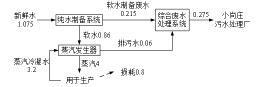 软水制备废水
0.215
新鲜水
1.075
纯水制备系统
综合废水
处理系统
0.275
小尚庄
污水处理厂
软水0.86
排污水0.06
蒸汽发生器
蒸汽冷凝水
3.2
蒸汽4
用于生产
损耗0.8